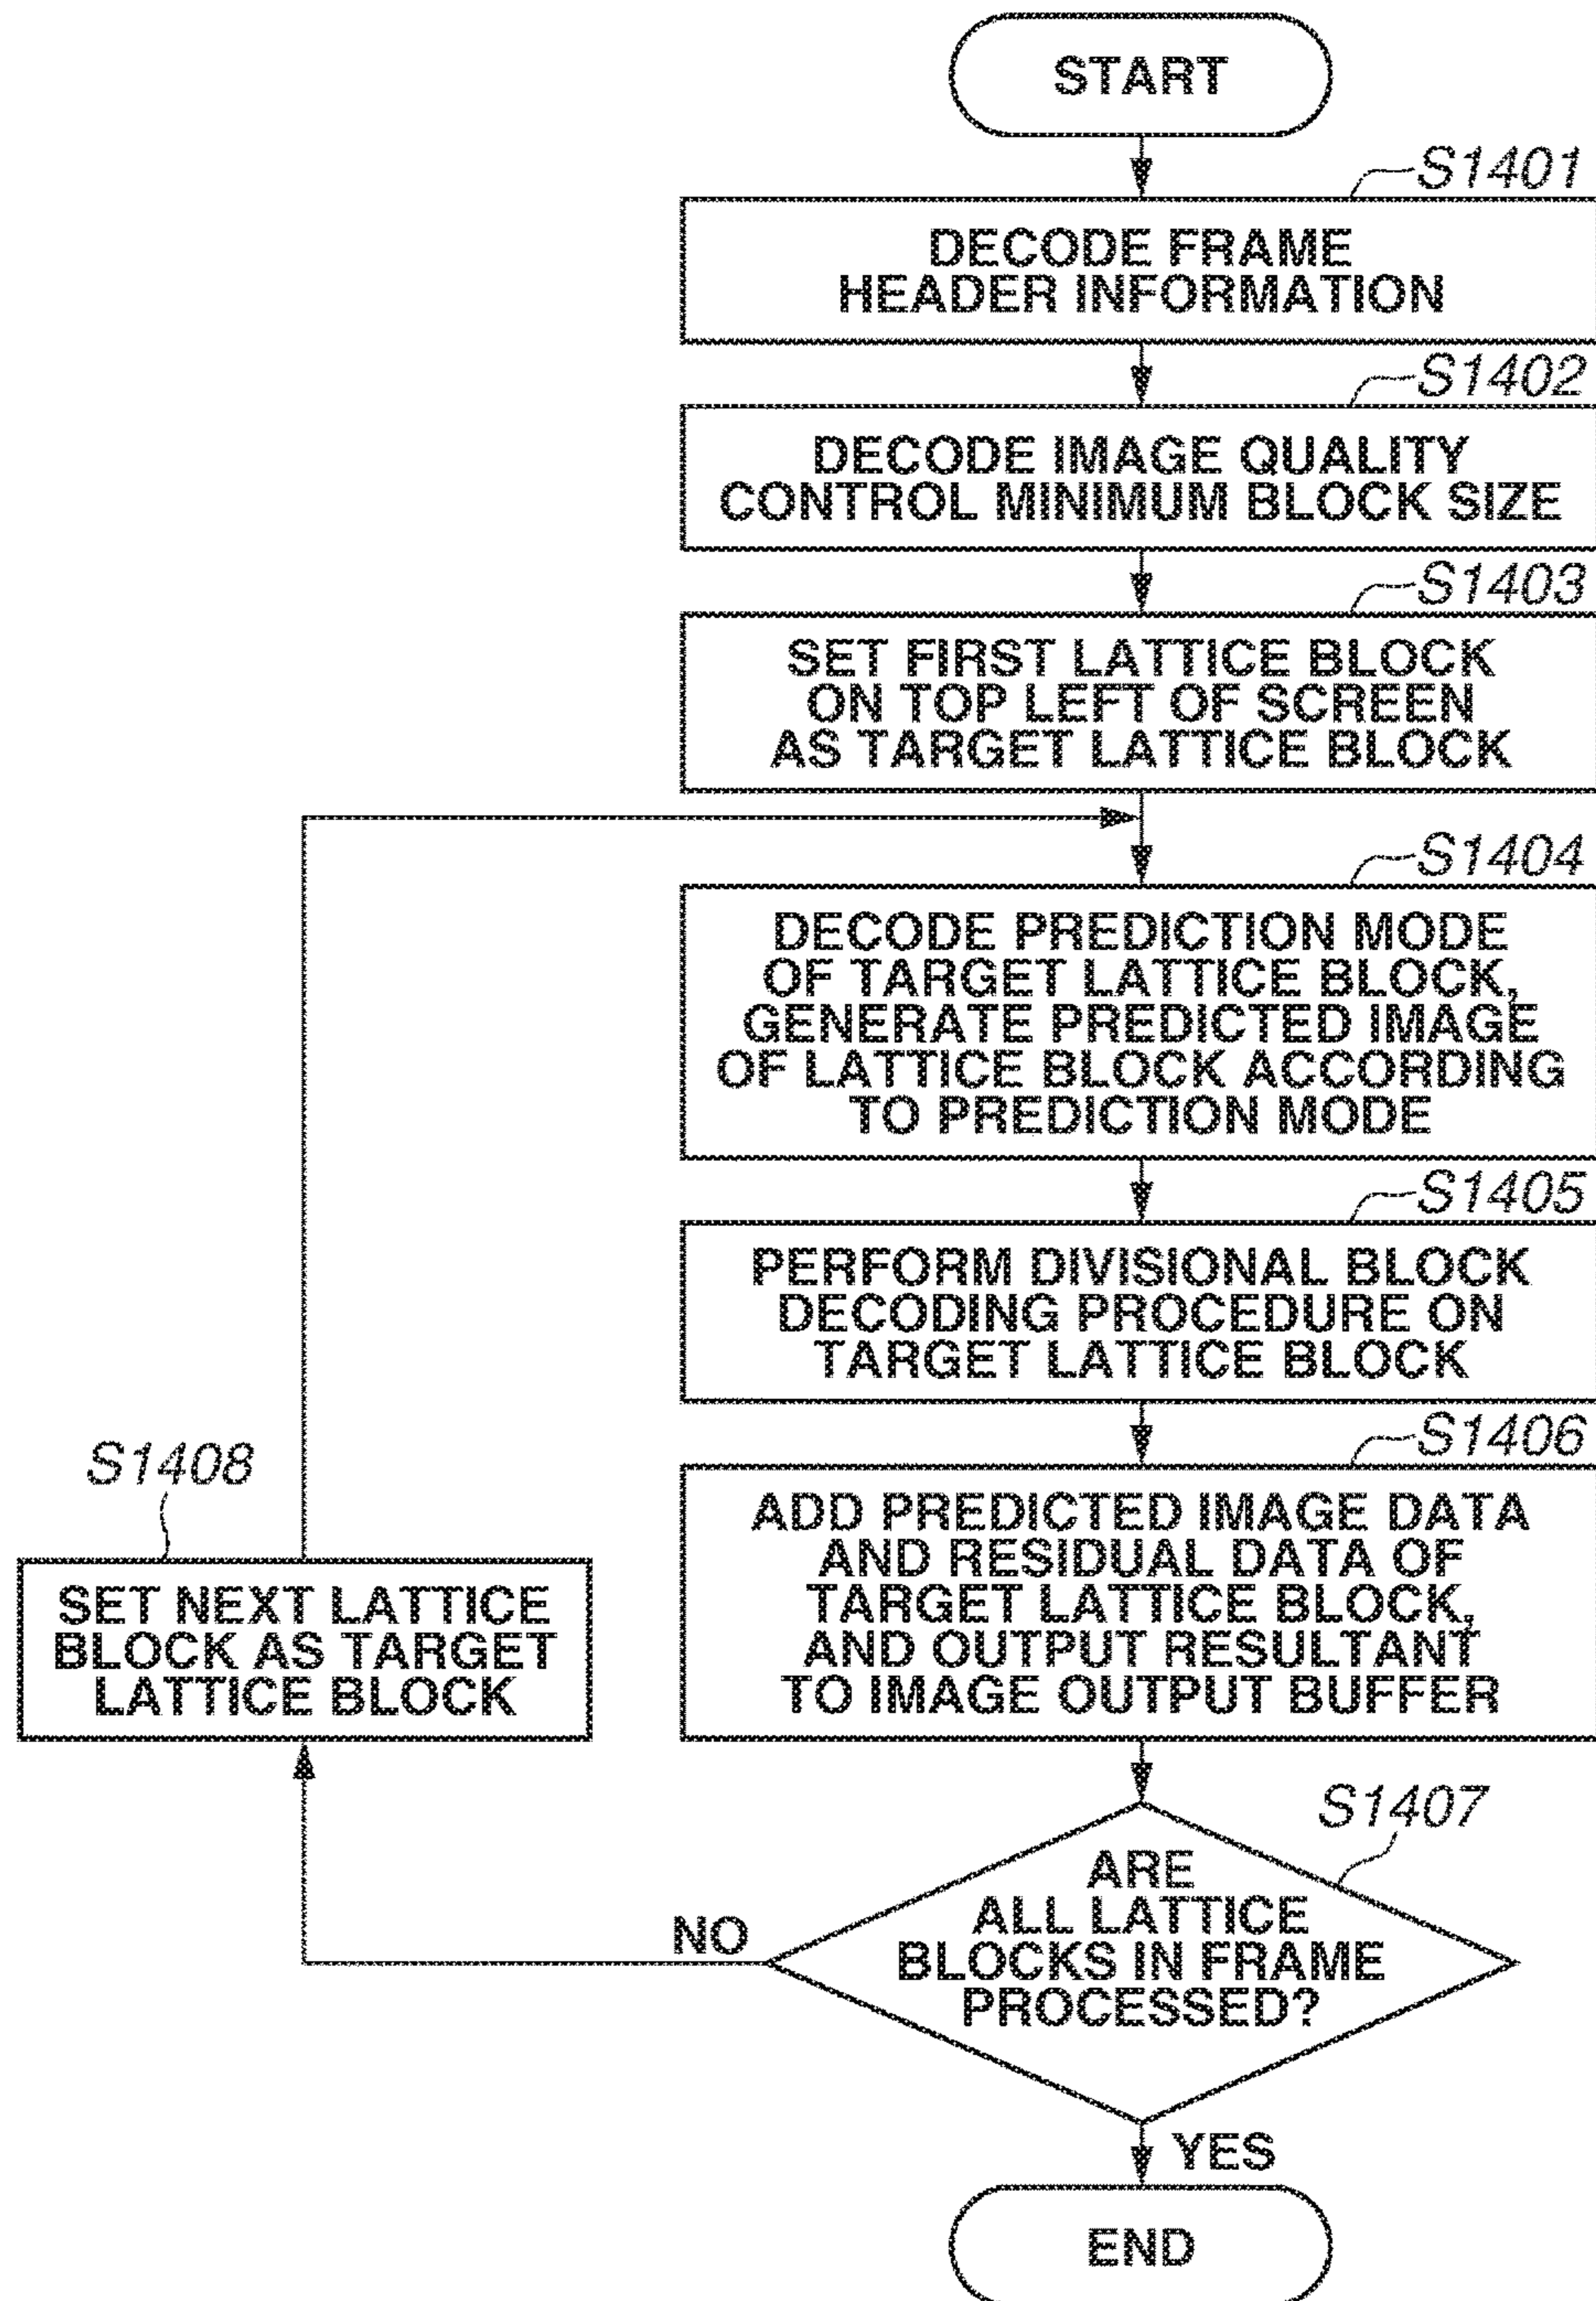 START
S1401
DECODE FRAME
HEADER INFORMATION
S1402
DECODE IMAGE QUALITY
CONTROL MINIMUM BLOCK SIZE
S1403
SET FIRST LATTICE BLOCK
ON TOP LEFT OF SCREEN
AS TARGET LATTICE BLOCK
S1404
DECODE PREDICTION MODE
OF TARGET LATTICE BLOCK,
GENERATE PREDICTED IMAGE
OF LATTICE BLOCK ACCORDING
TO PREDICTION MODE
S1405
PERFORM DIVISIONAL BLOCK
DECODING PROCEDURE ON
TARGET LATTICE BLOCK
S1406
ADD PREDICTED IMAGE DATA
AND RESIDUAL DATA OF
TARGET LATTICE BLOCK,
AND OUTPUT RESULTANT
TO IMAGE OUTPUT BUFFER
S1408
SET NEXT LATTICE
BLOCK AS TARGET
LATTICE BLOCK
S1407
ARE
ALL LATTICE
BLOCKS IN FRAME
PROCESSED?
NO
YES
END